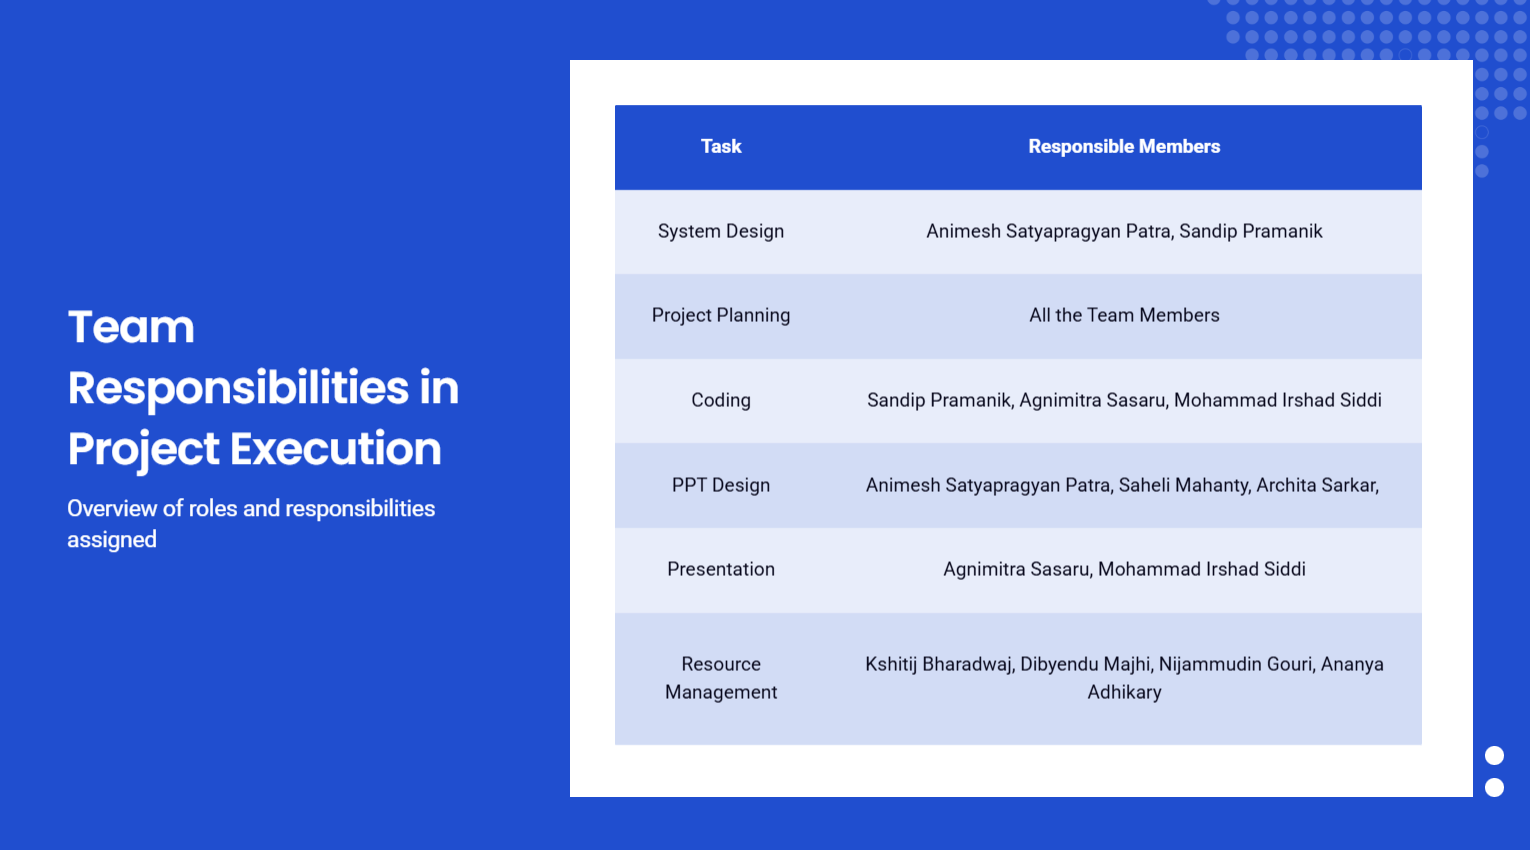 Team
Responsibilities in
Project Execution
Overview of roles and responsibilities
assigned
Task Responsible Members
System Design Animesh Satyapragyan Patra, Sandip Pramanik
Project Planning All the Team Members
Coding Sandip Pramanik, Agnimitra Sasaru, Mohammad Irshad Siddi
PPT Design Animesh Satyapragyan Patra, Saheli Mahanty, Archita Sarkar,
Presentation Agnimitra Sasaru, Mohammad Irshad Siddi
Resource Kshitij Bharadwaj, Dibyendu Majhi, Nijammudin Gouri, Ananya
Management Adhikary